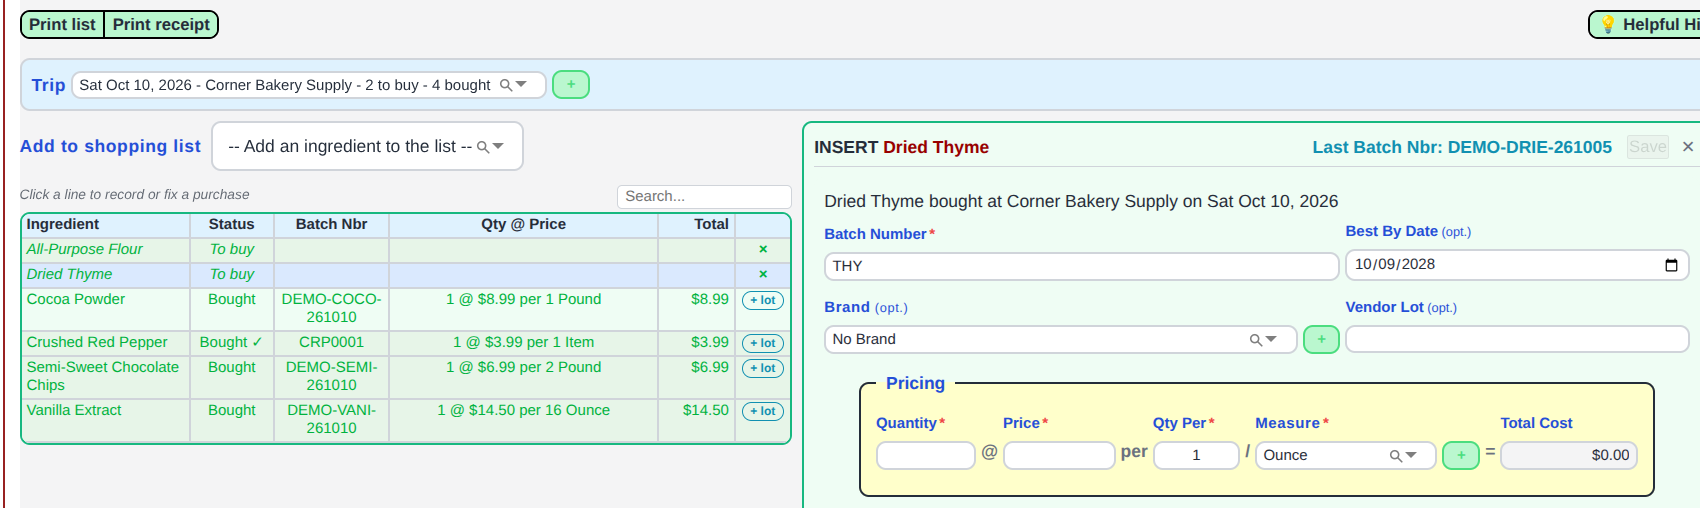 Print list Print receipt
💡 Helpful Hi
Trip Sat Oct 10, 2026 - Corner Bakery Supply - 2 to buy - 4 bought +
Add to shopping list -- Add an ingredient to the list --
Click a line to record or fix a purchase Search...
Ingredient Status Batch Nbr Qty @ Price Total
All-Purpose Flour To buy ×
Dried Thyme To buy ×
Cocoa Powder Bought DEMO-COCO- 1 @ $8.99 per 1 Pound $8.99 + lot
261010
Crushed Red Pepper Bought ✓ CRP0001 1 @ $3.99 per 1 Item $3.99 + lot
Semi-Sweet Chocolate Bought DEMO-SEMI- 1 @ $6.99 per 2 Pound $6.99 + lot
Chips 261010
Vanilla Extract Bought DEMO-VANI- 1 @ $14.50 per 16 Ounce $14.50 + lot
261010
INSERT Dried Thyme Last Batch Nbr: DEMO-DRIE-261005 Save ×
Dried Thyme bought at Corner Bakery Supply on Sat Oct 10, 2026
Batch Number * Best By Date (opt.)
THY 10/09/2028
Brand (opt.) Vendor Lot (opt.)
No Brand +
Pricing
Quantity * Price * Qty Per * Measure * Total Cost
@ per 1 / Ounce + = $0.00